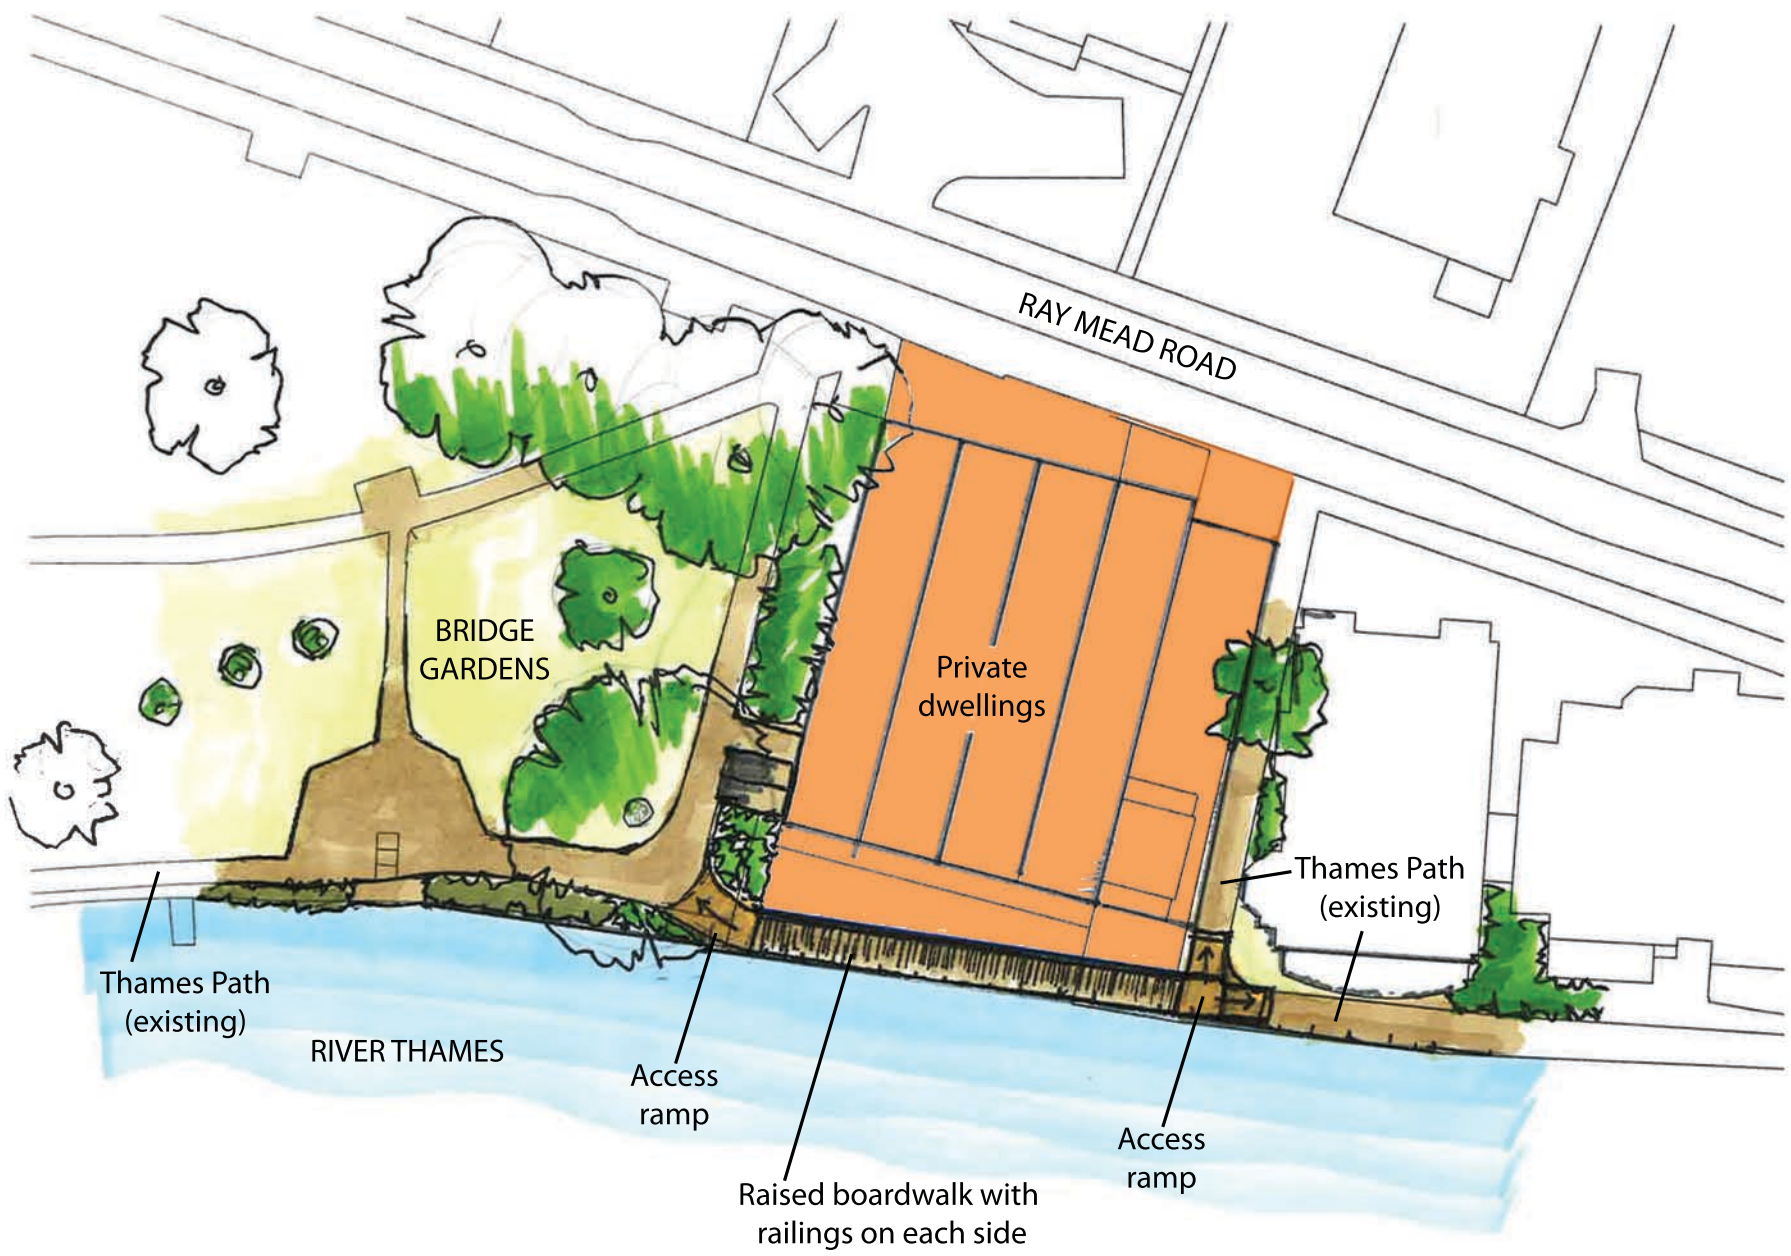 RAY MEAD ROAD
BRIDGE
GARDENS
Private
dwellings
Thames Path
(existing)
Thames Path
(existing)
RIVER THAMES
Access
ramp
Access
ramp
Raised boardwalk with
railings on each side